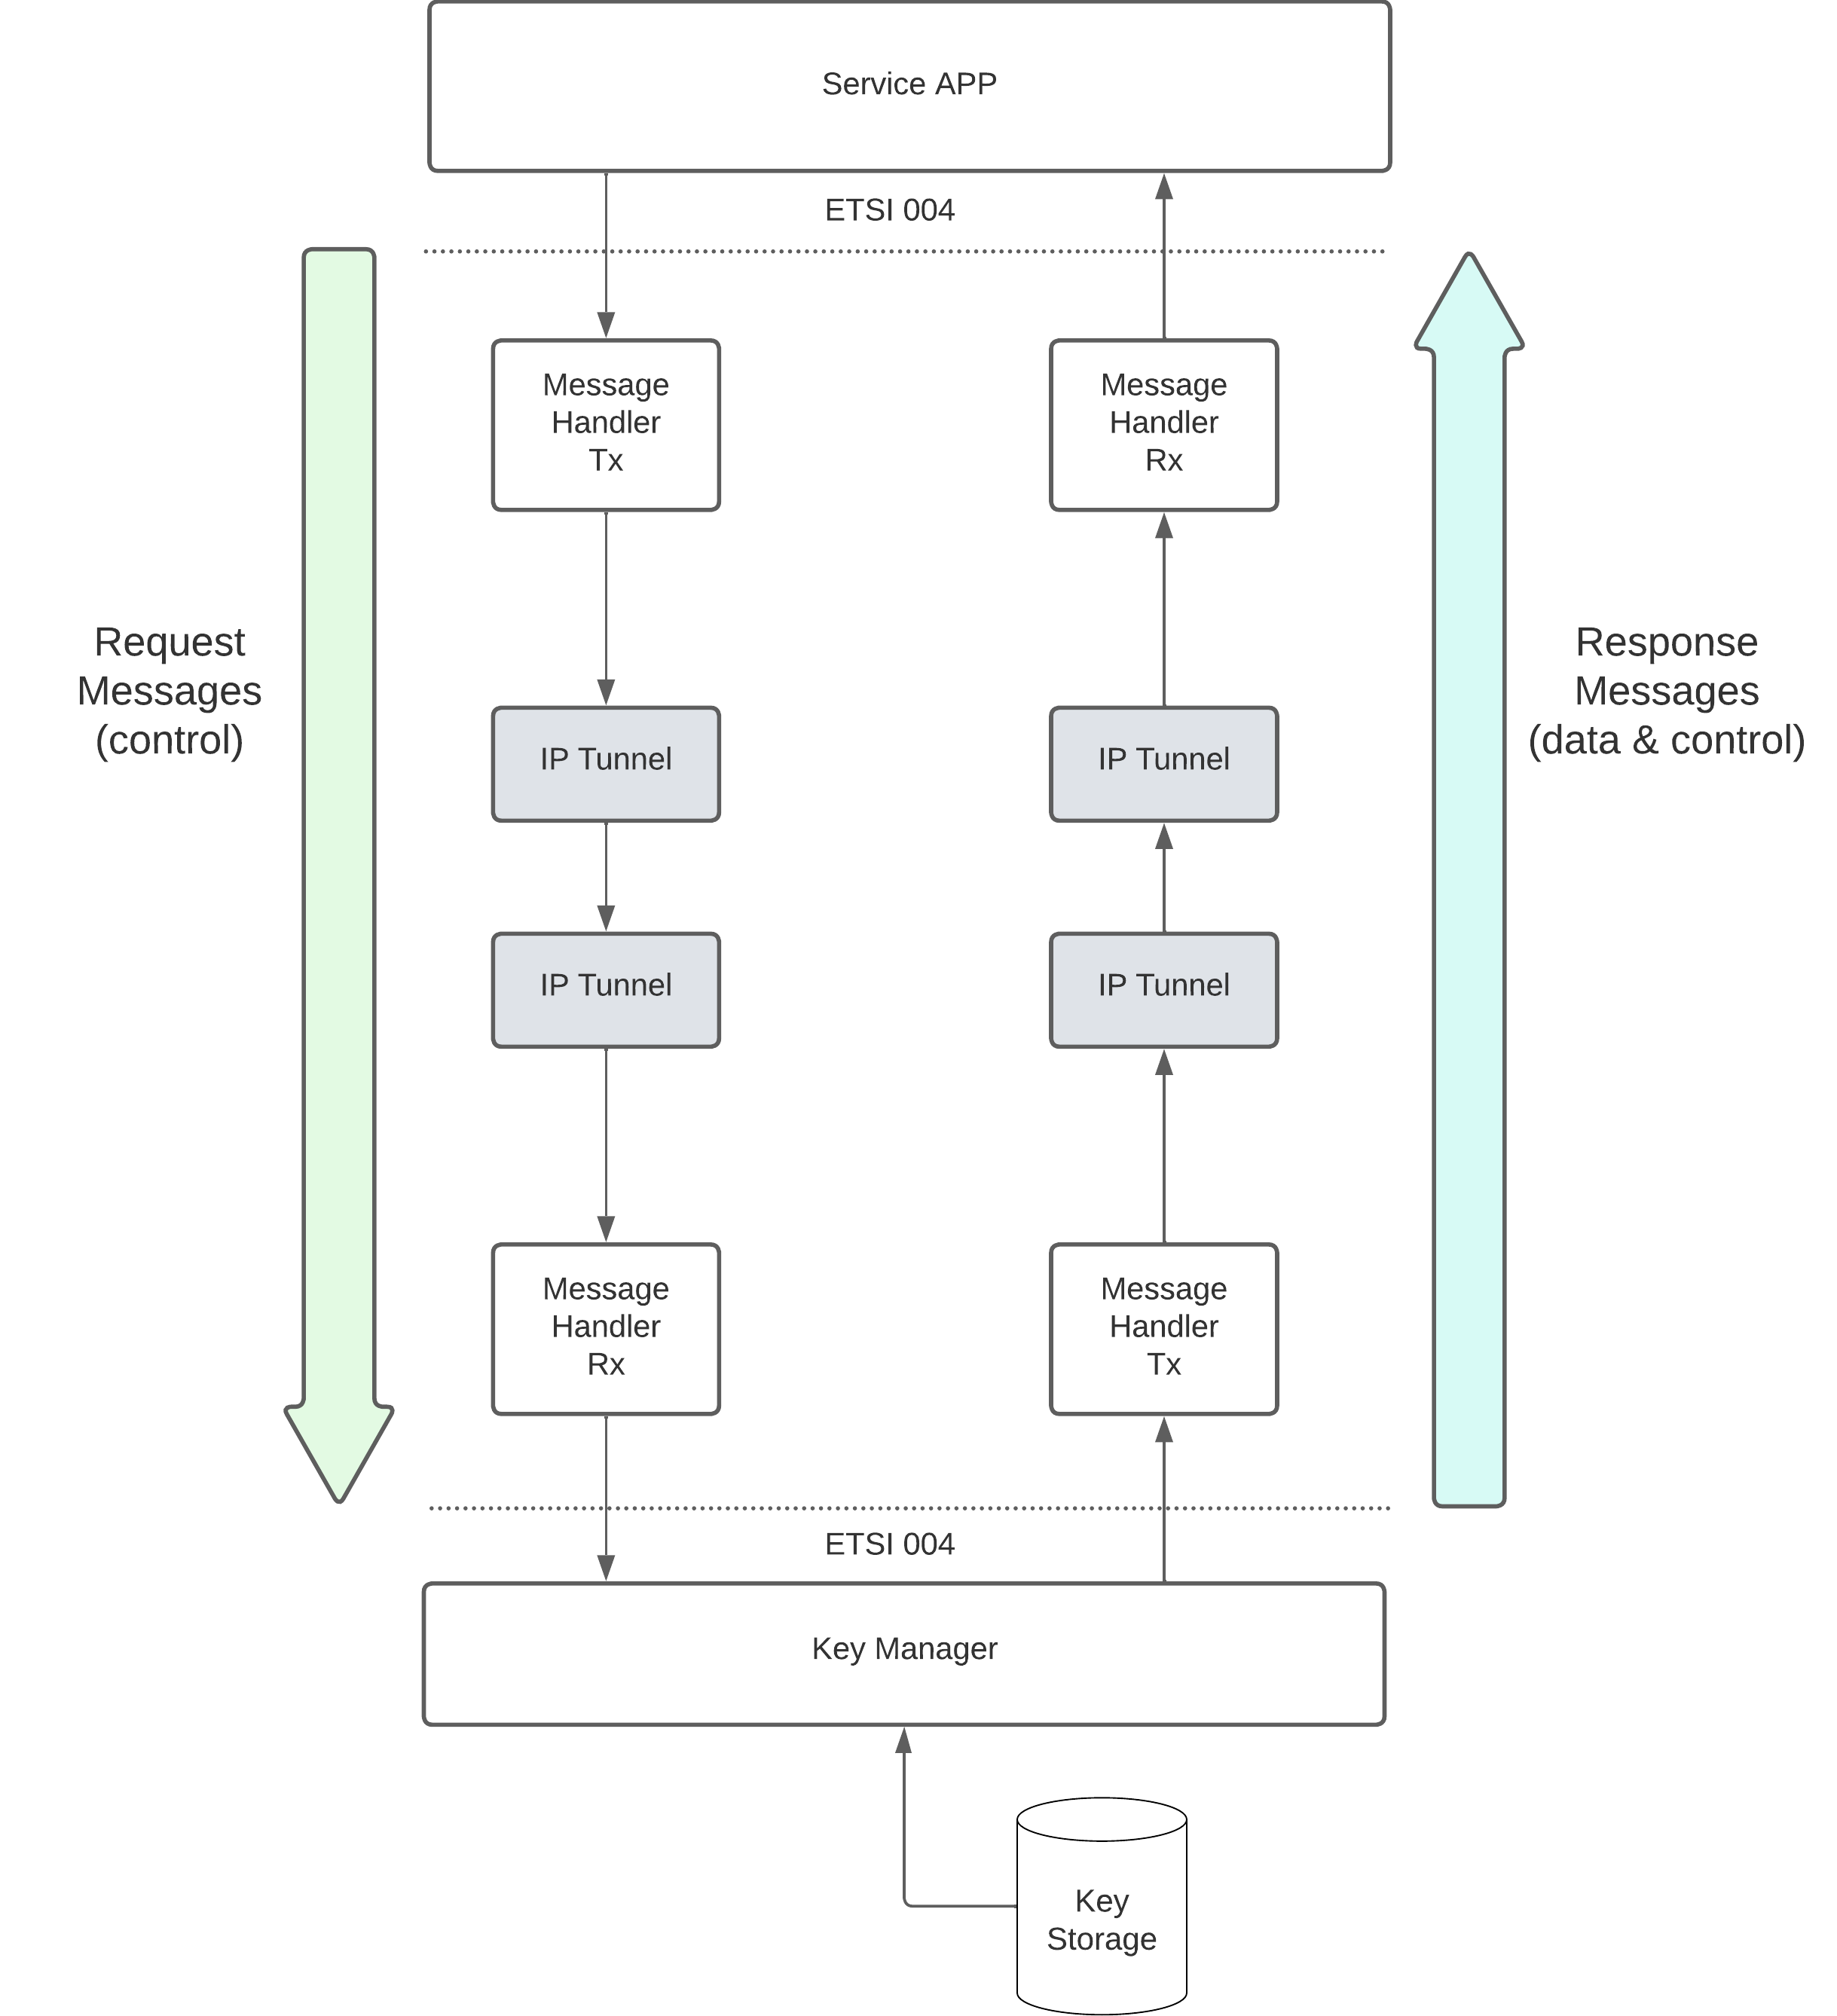 Service APP
ETSI 004
Message
Handler
Tx
Message
Handler
Rx
Request
Messages
(control)
Response
Messages
(data & control)
IP Tunnel
IP Tunnel
IP Tunnel
IP Tunnel
Message
Handler
Rx
Message
Handler
Tx
ETSI 004
Key Manager
Key
Storage